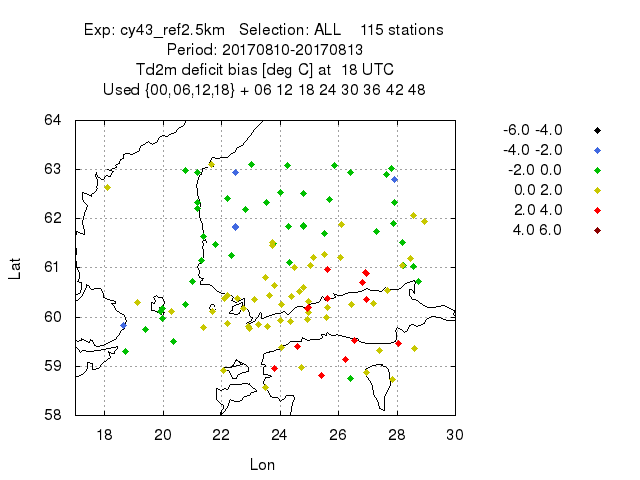 Exp: cy43_ref2.5km Selection: ALL 115 stations
Period: 20170810-20170813
Td2m deficit bias [deg C] at 18 UTC
Used {00,06,12,18} + 06 12 18 24 30 36 42 48
64
63
62
61
60
59
58
Lat
18 20 22 24 26 28 30
Lon
-6.0 -4.0
-4.0 -2.0
-2.0 0.0
0.0 2.0
2.0 4.0
4.0 6.0